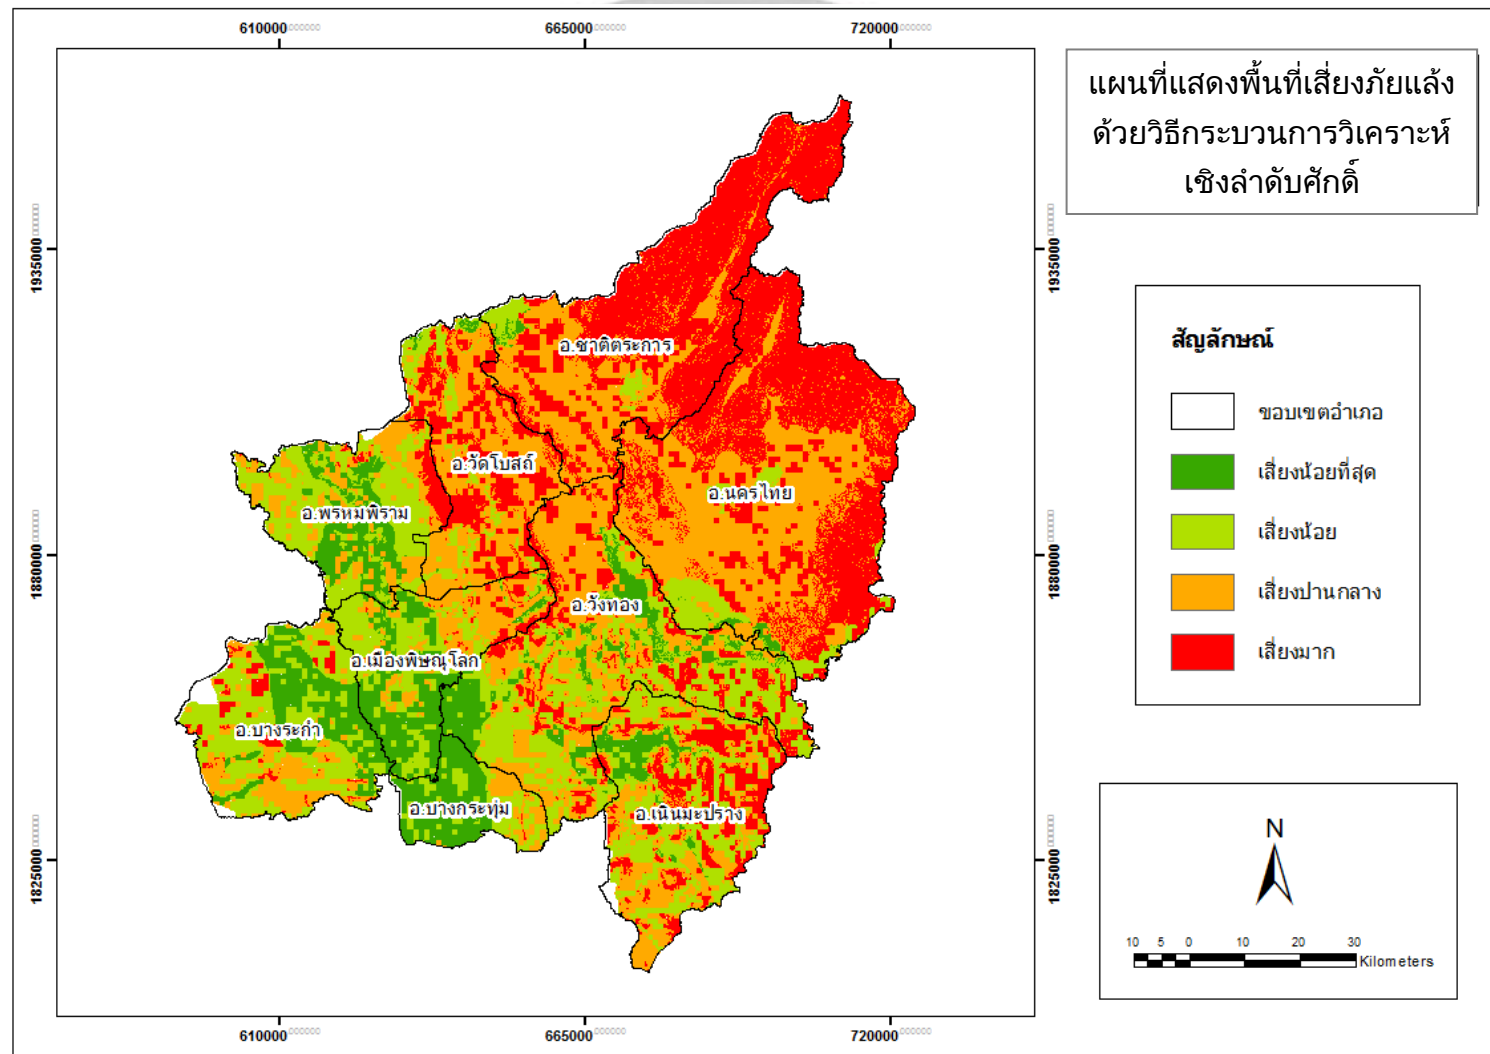 610000 665000 720000
แผนที่แสดงพื้นที่เสี่ยงภัยแล้ง
ด้วยวิธีกระบวนการวิเคราะห์
เชิงลำดับศักดิ์
1935000 1935000
สัญลักษณ์
ขอบเขตอำเภอ
เสี่ยงน้อยที่สุด
เสี่ยงน้อย
เสี่ยงปานกลาง
เสี่ยงมาก
อ.ชาติตระการ
อ.วัดโบสถ์
อ.นครไทย
อ.พรหมพิราม
1880000 1880000
อ.วังทอง
อ.เมืองพิษณุโลก
อ.บางระกำ
อ.บางกระทุ่ม
อ.เนินมะปราง
1825000 1825000
N
10 5 0 10 20 30
Kilometers
610000 665000 720000